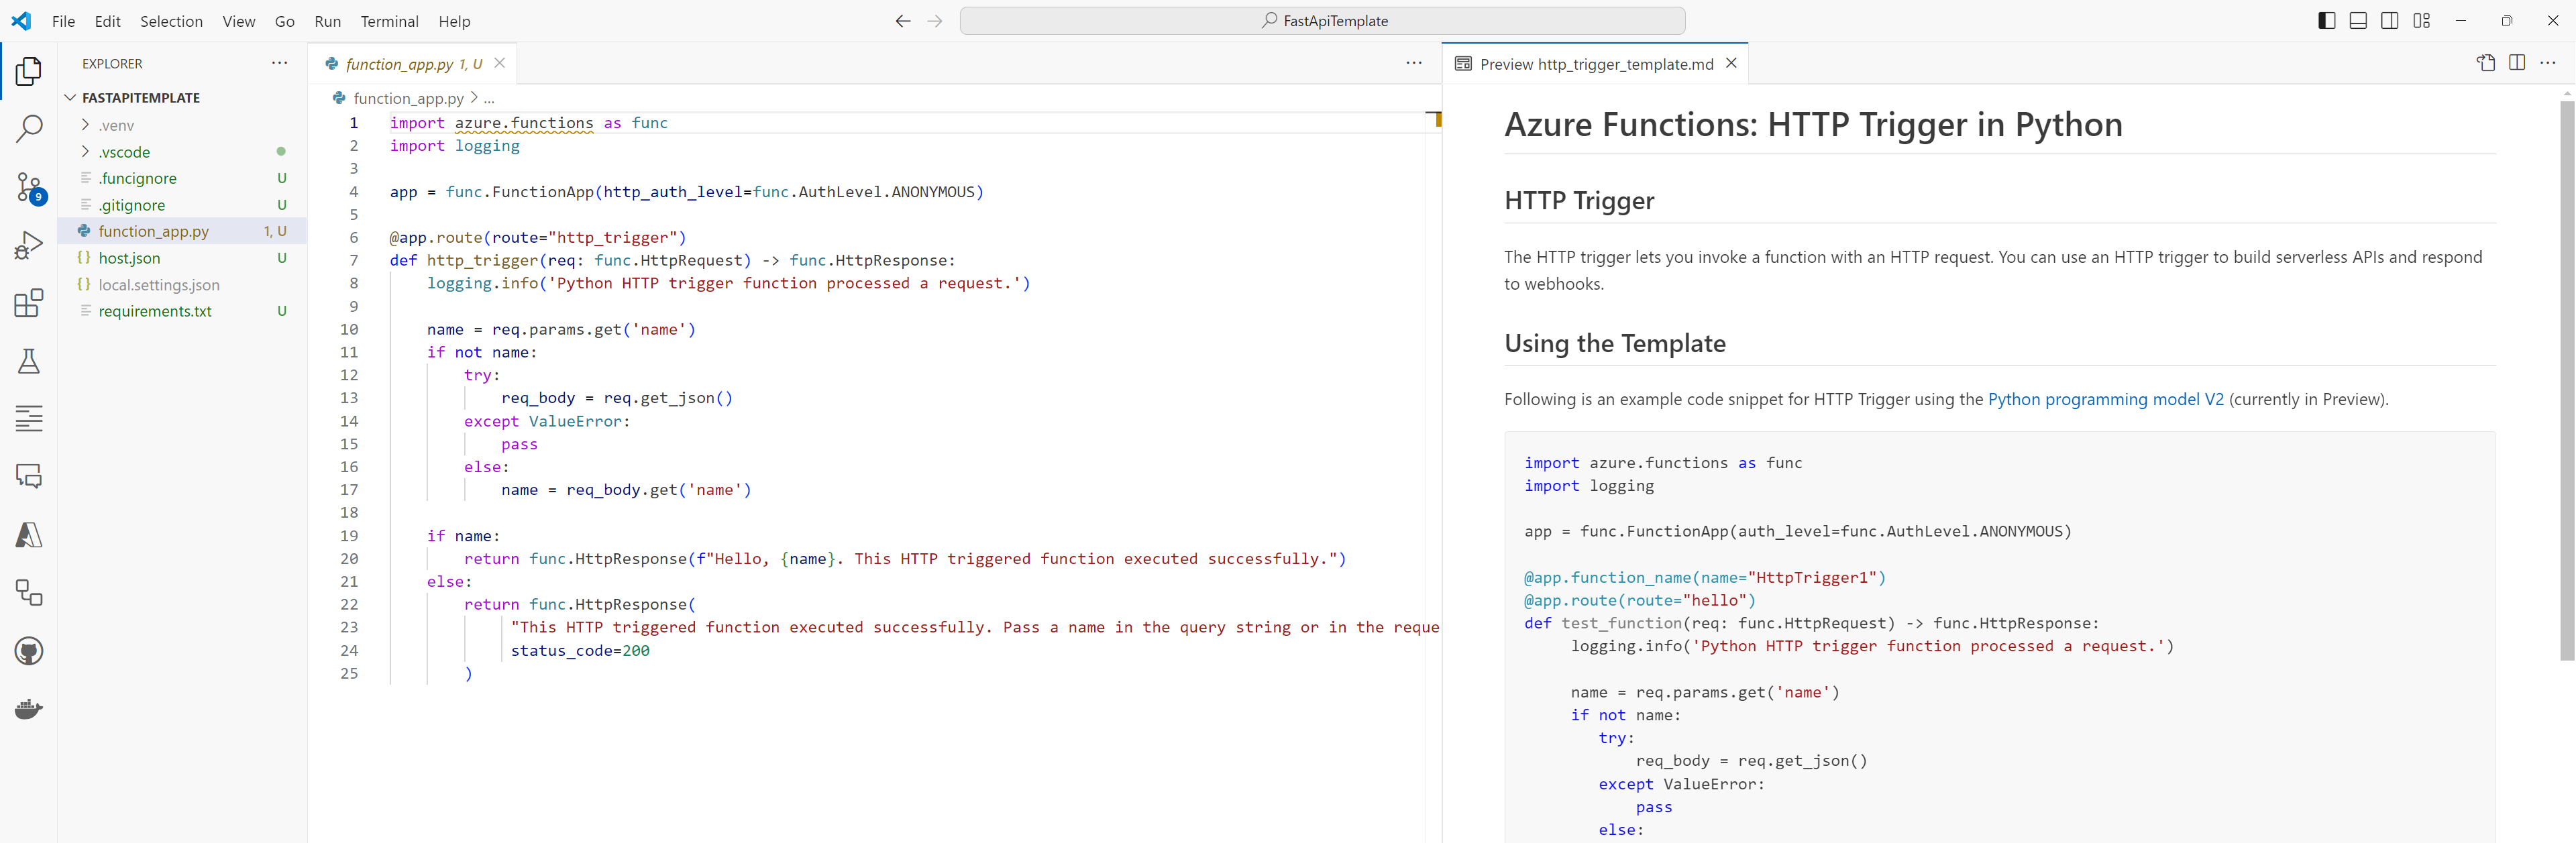 File Edit Selection View Go Run Terminal Help
FastApiTemplate
EXPLORER
FASTAPITEMPLATE
.venv
.vscode
.funcignore U
.gitignore U
function_app.py 1, U
host.json U
local.settings.json
requirements.txt U
9
function_app.py 1, U
function_app.py > ...
1 import azure.functions as func
2 import logging
3
4 app = func.FunctionApp(http_auth_level=func.AuthLevel.ANONYMOUS)
5
6 @app.route(route="http_trigger")
7 def http_trigger(req: func.HttpRequest) -> func.HttpResponse:
8 logging.info('Python HTTP trigger function processed a request.')
9
10 name = req.params.get('name')
11 if not name:
12 try:
13 req_body = req.get_json()
14 except ValueError:
15 pass
16 else:
17 name = req_body.get('name')
18
19 if name:
20 return func.HttpResponse(f"Hello, {name}. This HTTP triggered function executed successfully.")
21 else:
22 return func.HttpResponse(
23 "This HTTP triggered function executed successfully. Pass a name in the query string or in the reque
24 status_code=200
25 )
Preview http_trigger_template.md
Azure Functions: HTTP Trigger in Python
HTTP Trigger
The HTTP trigger lets you invoke a function with an HTTP request. You can use an HTTP trigger to build serverless APIs and respond
to webhooks.
Using the Template
Following is an example code snippet for HTTP Trigger using the Python programming model V2 (currently in Preview).
import azure.functions as func
import logging
app = func.FunctionApp(auth_level=func.AuthLevel.ANONYMOUS)
@app.function_name(name="HttpTrigger1")
@app.route(route="hello")
def test_function(req: func.HttpRequest) -> func.HttpResponse:
logging.info('Python HTTP trigger function processed a request.')
name = req.params.get('name')
if not name:
try:
req_body = req.get_json()
except ValueError:
pass
else: